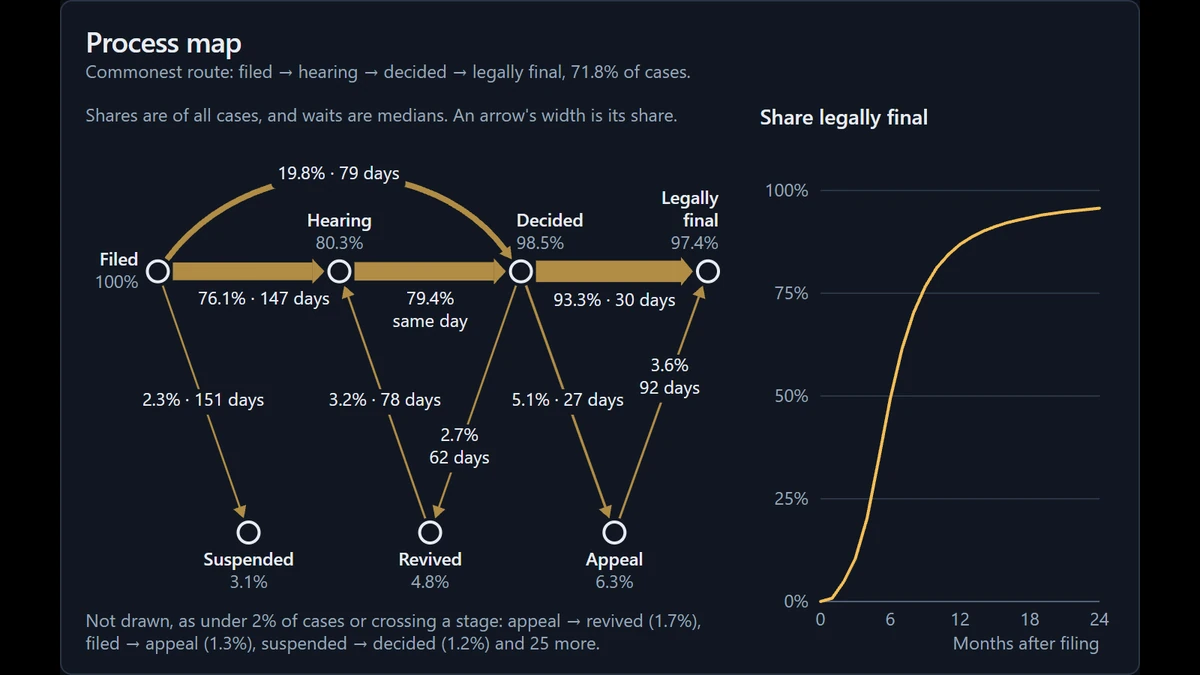 Process map
Commonest route: filed → hearing → decided → legally final, 71.8% of cases.
Shares are of all cases, and waits are medians. An arrow's width is its share.
19.8% · 79 days
Filed
100%
Hearing
80.3%
Decided
98.5%
Legally
final
97.4%
76.1% · 147 days
79.4%
same day
93.3% · 30 days
2.3% · 151 days
3.2% · 78 days
2.7%
62 days
5.1% · 27 days
3.6%
92 days
Suspended
3.1%
Revived
4.8%
Appeal
6.3%
Not drawn, as under 2% of cases or crossing a stage: appeal → revived (1.7%),
filed → appeal (1.3%), suspended → decided (1.2%) and 25 more.
Share legally final
100%
75%
50%
25%
0%
0 6 12 18 24
Months after filing